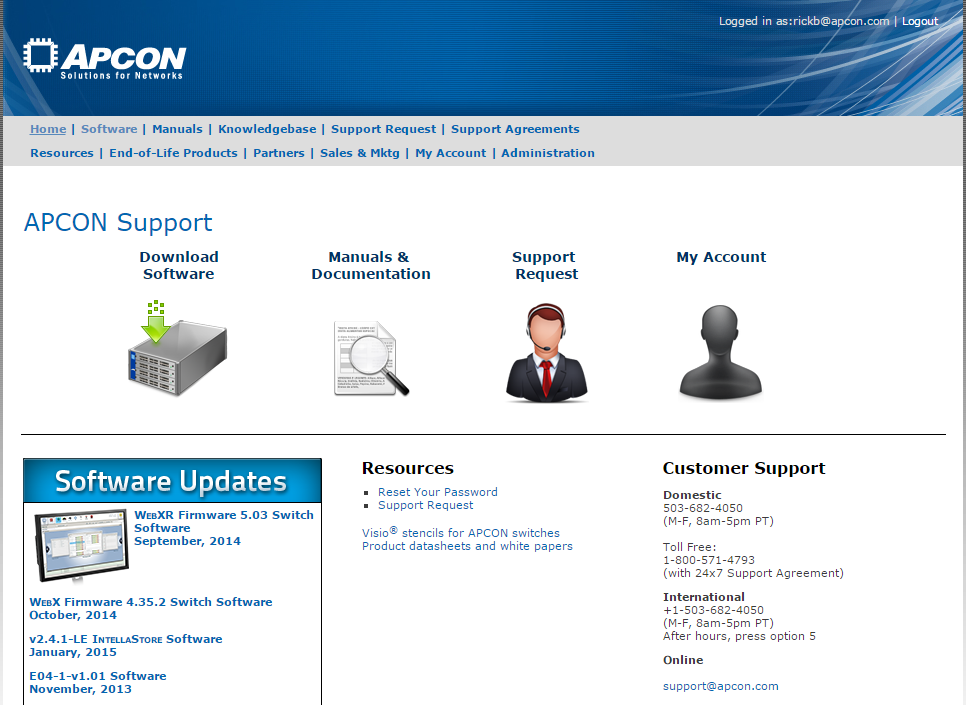 Logged in as:rickb@apcon.com | Logout
APCON
Solutions for Networks
Home | Software | Manuals | Knowledgebase | Support Request | Support Agreements
Resources | End-of-Life Products | Partners | Sales & Mktg | My Account | Administration
APCON Support
Download
Software
Manuals &
Documentation
Support
Request
My Account
Software Updates
WEBXR Firmware 5.03 Switch
Software
September, 2014
WEBX Firmware 4.35.2 Switch Software
October, 2014
v2.4.1-LE INTELLASTORE Software
January, 2015
E04-1-v1.01 Software
November, 2013
Resources
Reset Your Password
Support Request
Visio® stencils for APCON switches
Product datasheets and white papers
Customer Support
Domestic
503-682-4050
(M-F, 8am-5pm PT)
Toll Free:
1-800-571-4793
(with 24x7 Support Agreement)
International
+1-503-682-4050
(M-F, 8am-5pm PT)
After hours, press option 5
Online
support@apcon.com